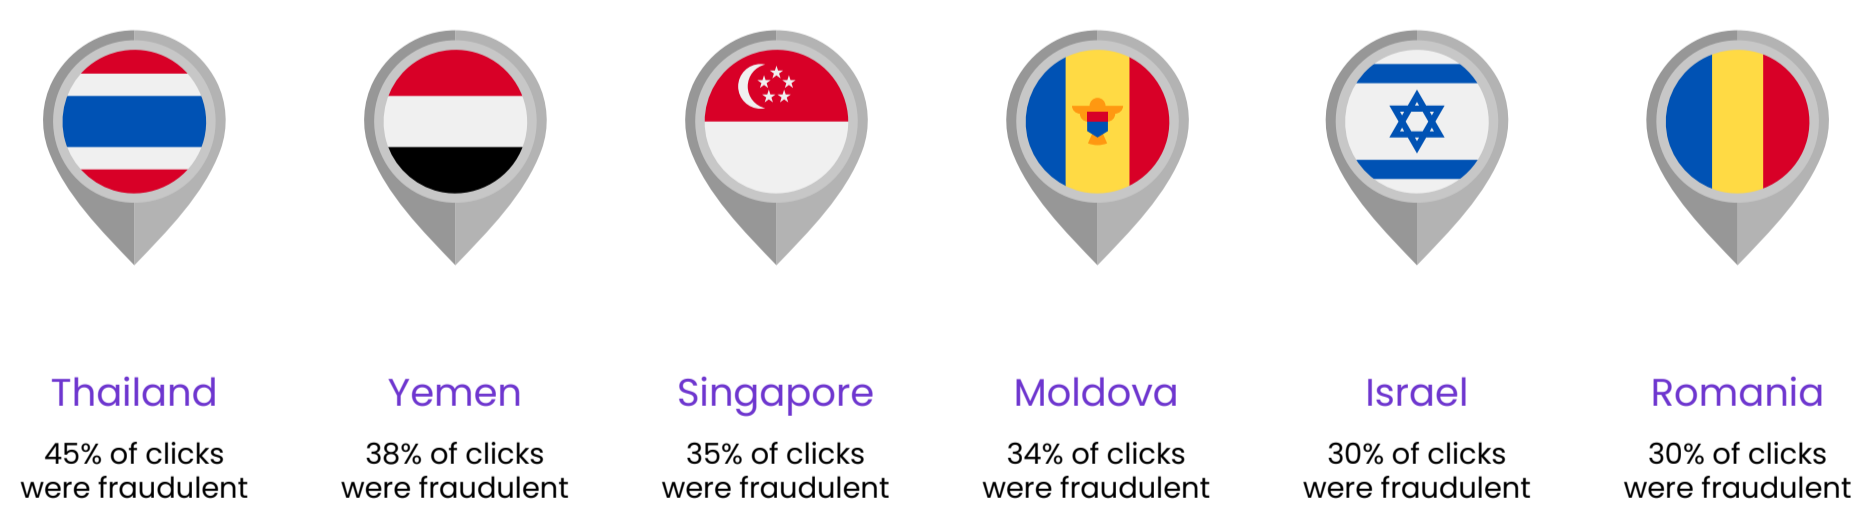 Thailand
45% of clicks
were fraudulent
Yemen
38% of clicks
were fraudulent
Singapore
35% of clicks
were fraudulent
Moldova
34% of clicks
were fraudulent
Israel
30% of clicks
were fraudulent
Romania
30% of clicks
were fraudulent